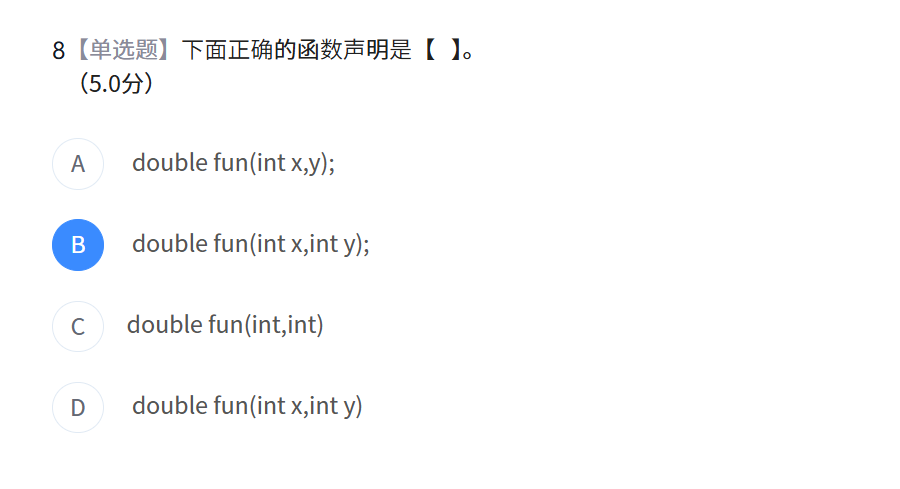 8【单选题】下面正确的函数声明是【  】。
（5.0分）
A double fun(int x,y);
B double fun(int x,int y);
C double fun(int,int)
D double fun(int x,int y)